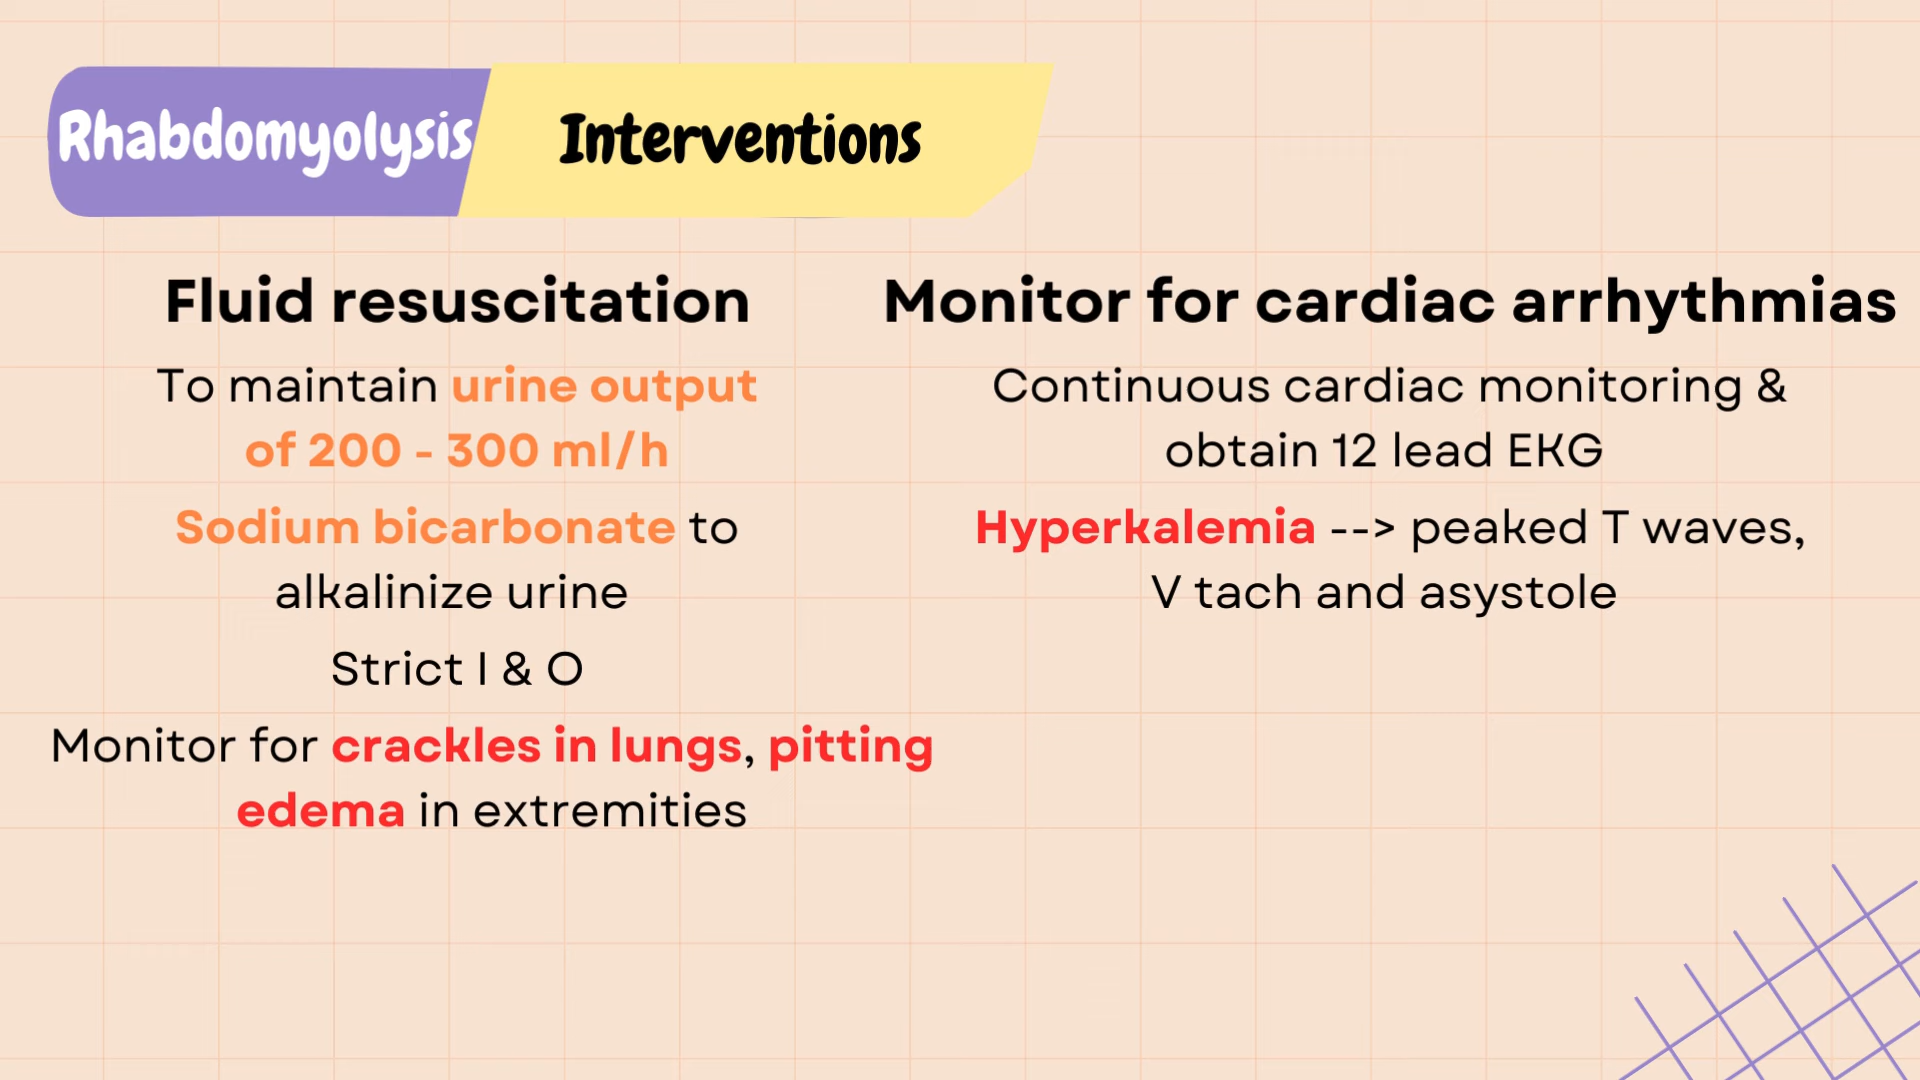 Rhabdomyolysis
Interventions
Fluid resuscitation
To maintain urine output
of 200 - 300 ml/h
Sodium bicarbonate to
alkalinize urine
Strict I & O
Monitor for crackles in lungs, pitting
edema in extremities
Monitor for cardiac arrhythmias
Continuous cardiac monitoring &
obtain 12 lead EKG
Hyperkalemia --> peaked T waves,
V tach and asystole